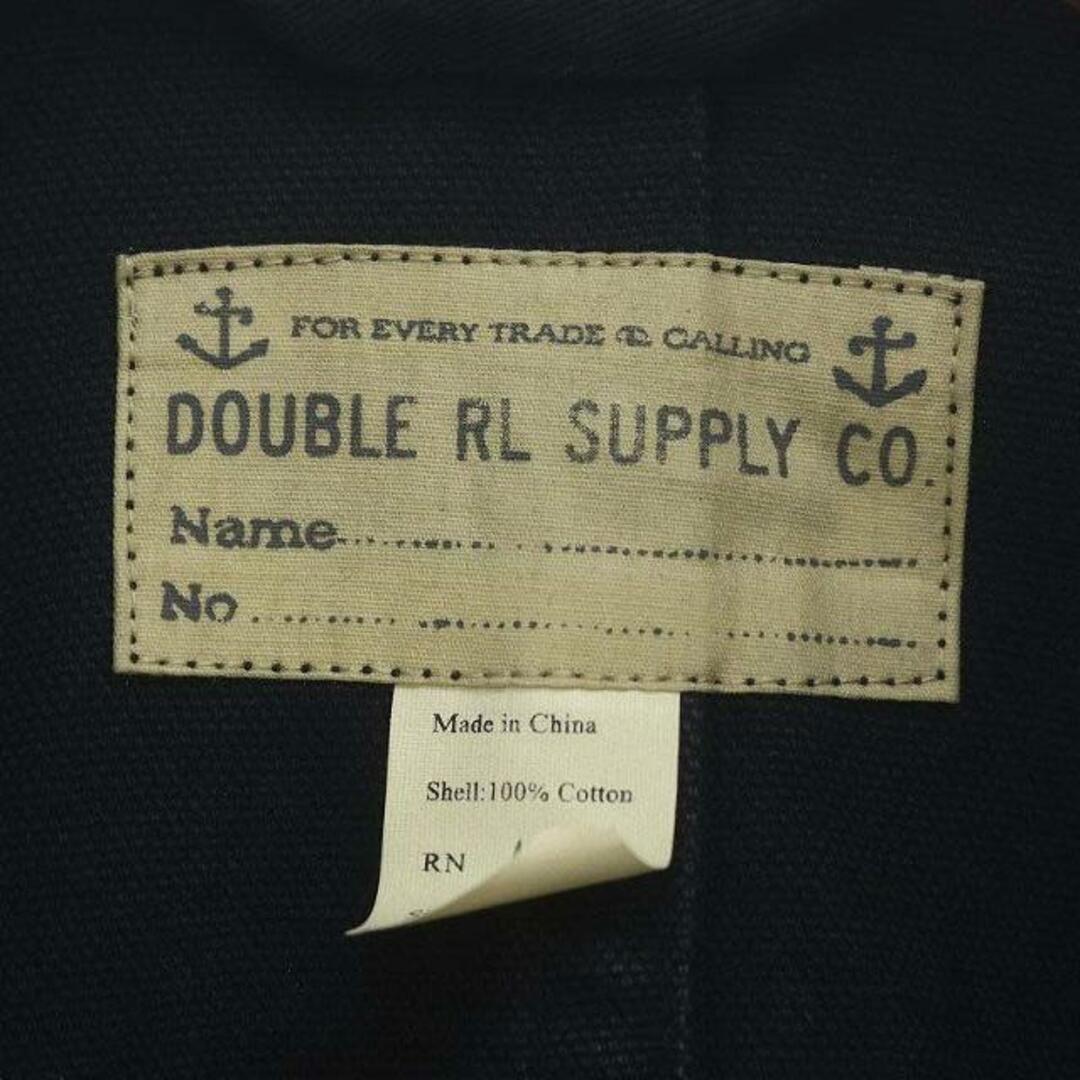 FOR EVERY TRADE & CALLING
DOUBLE RL SUPPLY CO.
Name
No
Made in China
Shell:100% Cotton
RN